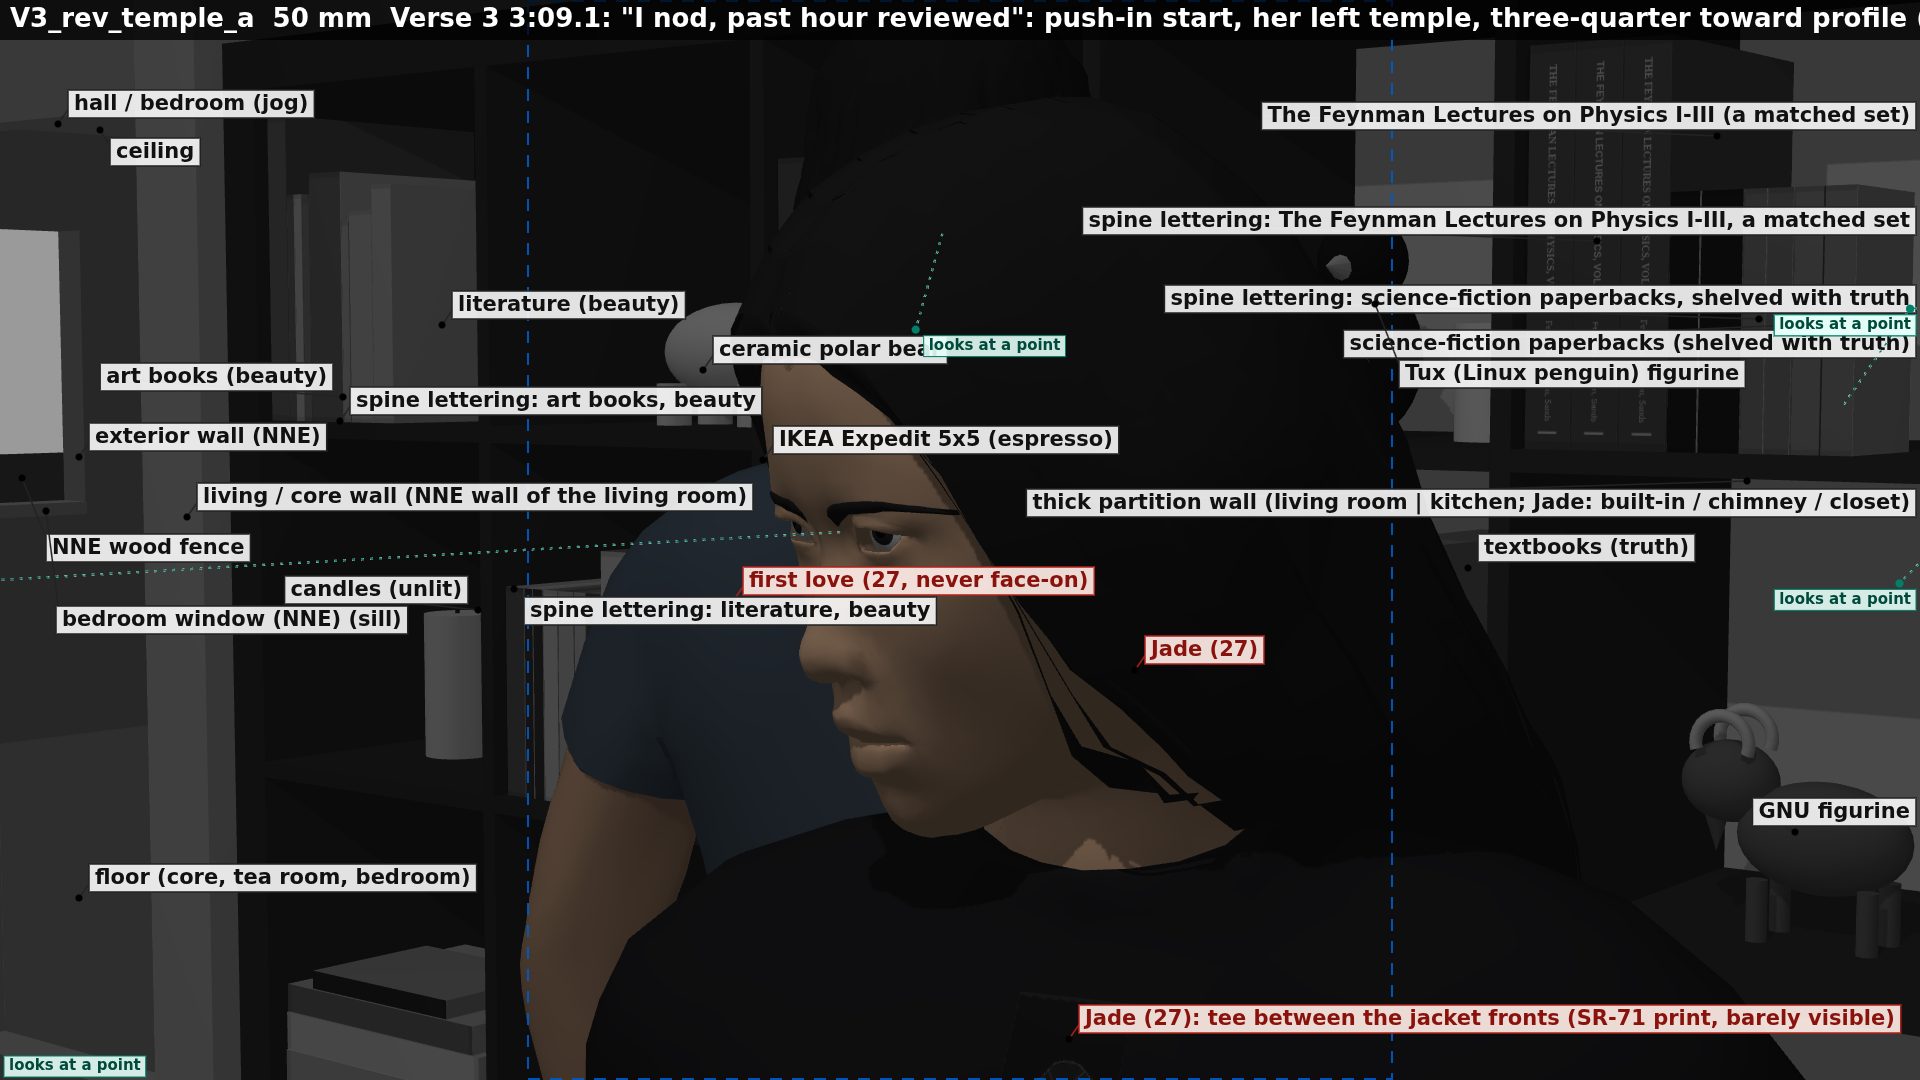 V3_rev_temple_a 50 mm Verse 3 3:09.1: "I nod, past hour reviewed": push-in start, her left temple, three-quarter toward profile
hall / bedroom (jog)
ceiling
The Feynman Lectures on Physics I-III (a matched set)
spine lettering: The Feynman Lectures on Physics I-III, a matched set
literature (beauty)
spine lettering: science-fiction paperbacks, shelved with truth
looks at a point
ceramic polar
looks at a point
science-fiction paperbacks (shelved with truth)
art books (beauty)
Tux (Linux penguin) figurine
spine lettering: art books, beauty
exterior wall (NNE)
IKEA Expedit 5x5 (espresso)
living / core wall (NNE wall of the living room)
thick partition wall (living room | kitchen; Jade: built-in / chimney / closet)
NNE wood fence
textbooks (truth)
first love (27, never face-on)
candles (unlit)
looks at a point
spine lettering: literature, beauty
bedroom window (NNE) (sill)
Jade (27)
GNU figurine
floor (core, tea room, bedroom)
Jade (27): tee between the jacket fronts (SR-71 print, barely visible)
looks at a point